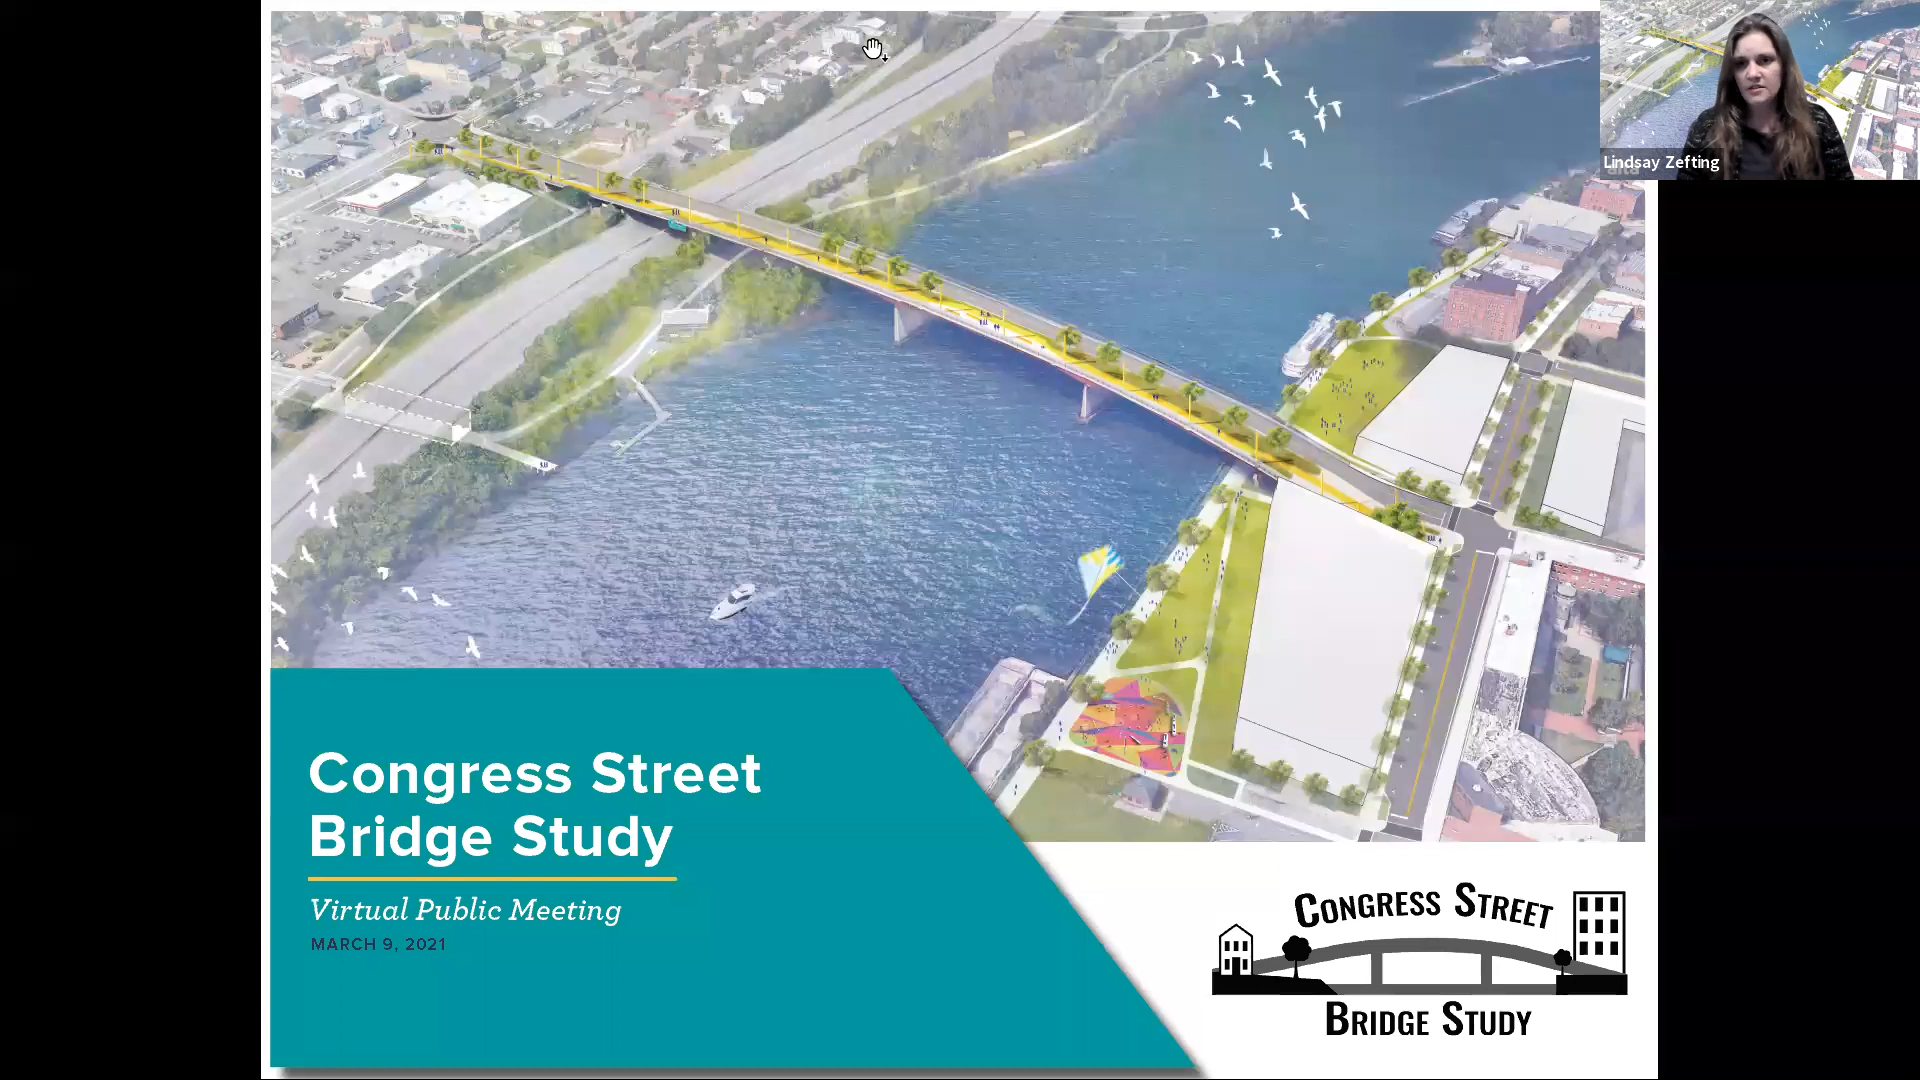 Lindsay Zefting
Congress Street
Bridge Study
Virtual Public Meeting
MARCH 9, 2021
CONGRESS STREET
BRIDGE STUDY